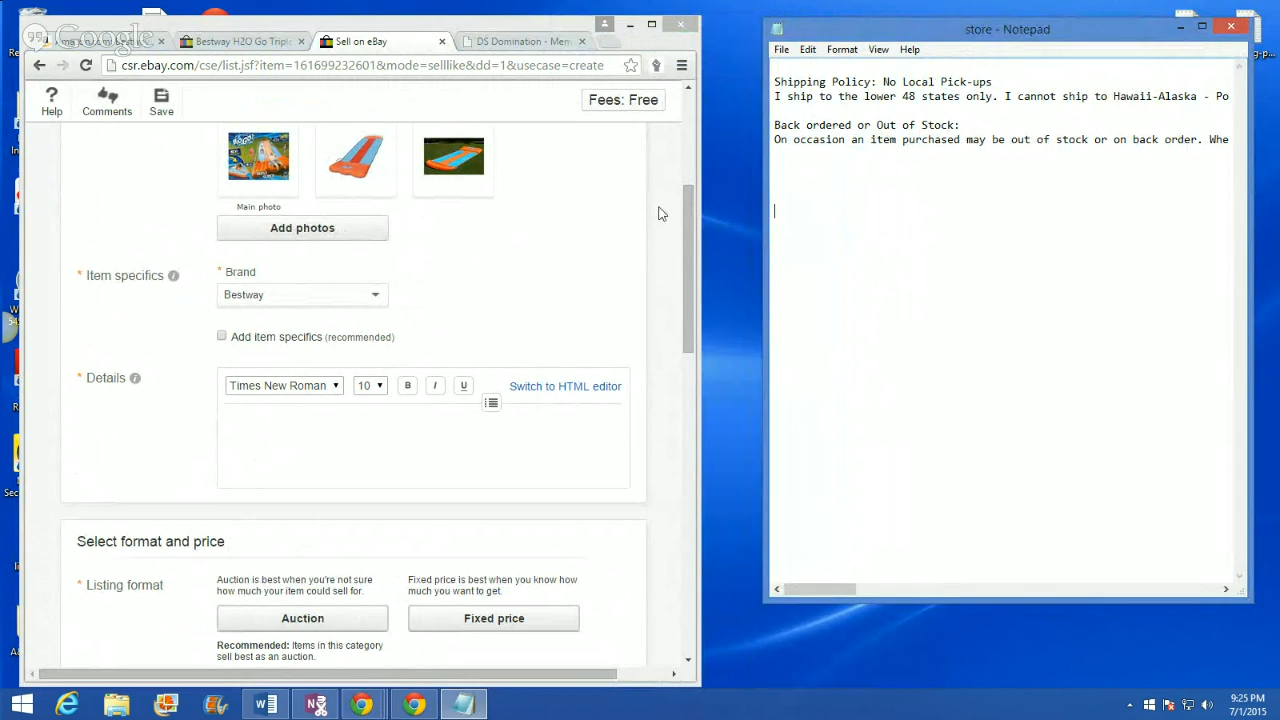 Google
Bestway H2O Go Triple
Sell on eBay
DS Domination - Mem
csr.ebay.com/cse/list.jsf?item=161699232601&mode=selllike&dd=1&usecase=create
Help
Comments
Save
Fees: Free
Main photo
Add photos
* Item specifics
* Brand
Bestway
Add item specifics (recommended)
* Details
Times New Roman
10
B
I
U
Switch to HTML editor
Select format and price
* Listing format
Auction is best when you're not sure
how much your item could sell for.
Fixed price is best when you know how
much you want to get.
Auction
Fixed price
Recommended: Items in this category
sell best as an auction.
store - Notepad
File Edit Format View Help
Shipping Policy: No Local Pick-ups
I ship to the lower 48 states only. I cannot ship to Hawaii-Alaska - Po
Back ordered or Out of Stock:
On occasion an item purchased may be out of stock or on back order. Whe
9:25 PM
7/1/2015